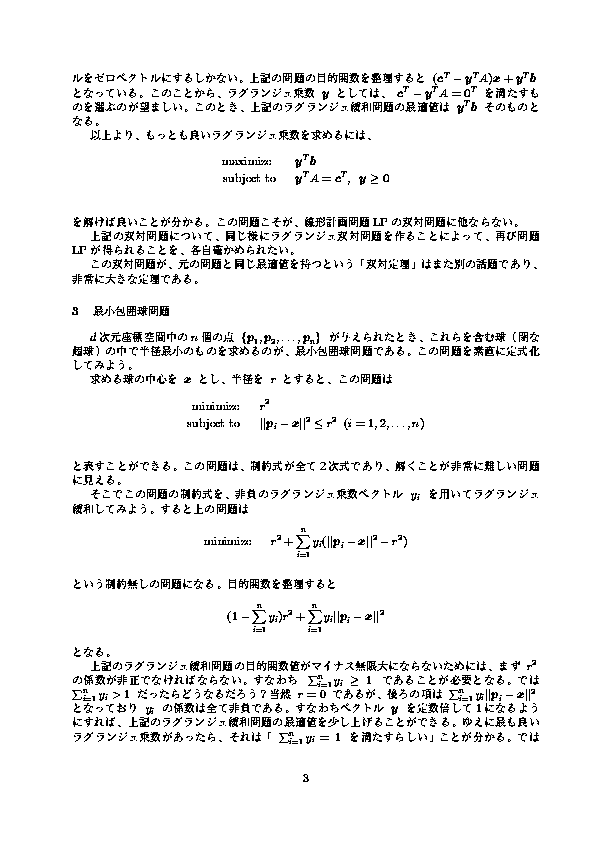 ルをゼロベクトルにするしかない。上記の問題の目的関数を整理すると (c^T − y^T A)x + y^T b
となっている。このことから、ラグランジュ乗数 y としては、 c^T − y^T A = 0^T を満たすも
のを選ぶのが望ましい。このとき、上記のラグランジュ緩和問題の最適値は y^T b そのものと
なる。
以上より、もっとも良いラグランジュ乗数を求めるには、
maximize y^T b
subject to y^T A = c^T, y ≥ 0
を解けば良いことが分かる。この問題こそが、線形計画問題 LP の双対問題に他ならない。
上記の双対問題について、同じ様にラグランジュ双対問題を作ることによって、再び問題
LP が得られることを、各自確かめられたい。
この双対問題が、元の問題と同じ最適値を持つという「双対定理」はまた別の話題であり、
非常に大きな定理である。
3 最小包囲球問題
d 次元座標空間中の n 個の点 {p_1, p_2, . . . , p_n} が与えられたとき、これらを含む球（閉な
超球）の中で半径最小のものを求めるのが、最小包囲球問題である。この問題を素直に定式化
してみよう。
求める球の中心を x とし、半径を r とすると、この問題は
minimize r^2
subject to ||p_i − x||^2 ≤ r^2 (i = 1, 2, . . . , n)
と表すことができる。この問題は、制約式が全て 2 次式であり、解くことが非常に難しい問題
に見える。
そこでこの問題の制約式を、非負のラグランジュ乗数ベクトル y_i を用いてラグランジュ
緩和してみよう。すると上の問題は
minimize r^2 + ∑_{i=1}^{n} y_i(||p_i − x||^2 − r^2)
という制約無しの問題になる。目的関数を整理すると
(1 − ∑_{i=1}^{n} y_i)r^2 + ∑_{i=1}^{n} y_i||p_i − x||^2
となる。
上記のラグランジュ緩和問題の目的関数値がマイナス無限大にならないためには、まず r^2
の係数が非正でなければならない。すなわち ∑_{i=1}^{n} y_i ≥ 1 であることが必要となる。では
∑_{i=1}^{n} y_i > 1 だったらどうなるだろう？当然 r = 0 であるが、後ろの項は ∑_{i=1}^{n} y_i||p_i − x||^2
となっており y_i の係数は全て非負である。すなわちベクトル y を定数倍して 1 になるよう
にすれば、上記のラグランジュ緩和問題の最適値を少し上げることができる。ゆえに最も良い
ラグランジュ乗数があったら、それは「 ∑_{i=1}^{n} y_i = 1 を満たすらしい」ことが分かる。では
3